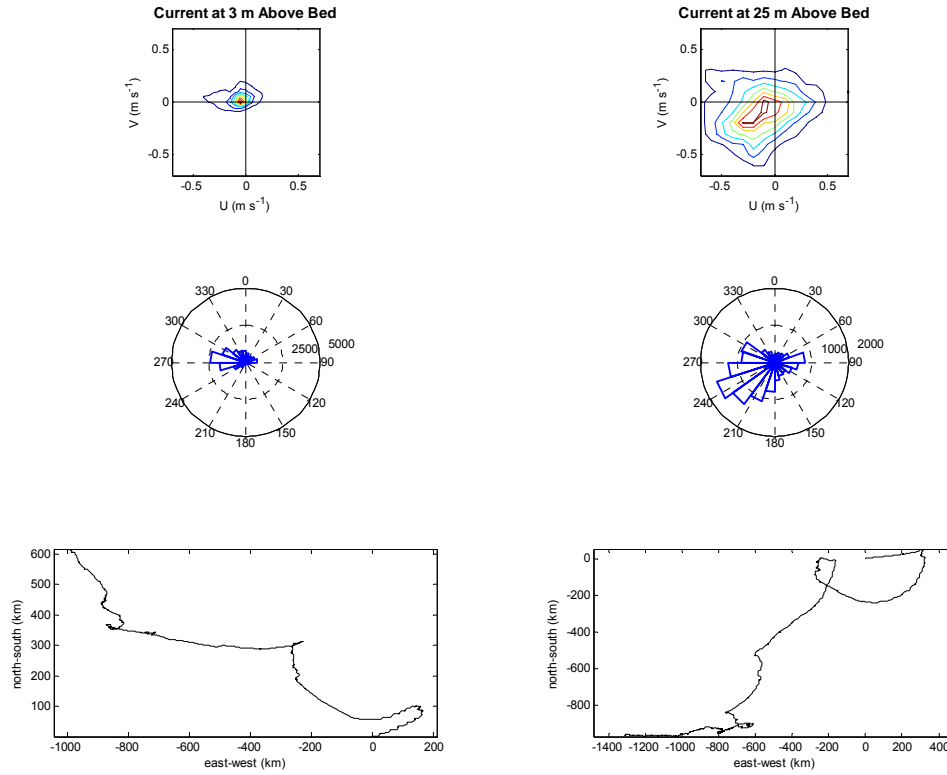 Current at 3 m Above Bed
Current at 25 m Above Bed
0.5
0
-0.5
V (m s-1)
-0.5 0 0.5
U (m s-1)
0.5
0
-0.5
V (m s-1)
-0.5 0 0.5
U (m s-1)
0
330 30
300 60
2500 5000
270 90
240 120
210 150
180
0
330 30
300 60
1000 2000
270 90
240 120
210 150
180
600
500
400
300
200
100
north-south (km)
-1000 -800 -600 -400 -200 0 200
east-west (km)
0
-200
-400
-600
-800
north-south (km)
-1400 -1200 -1000 -800 -600 -400 -200 0 200 400
east-west (km)